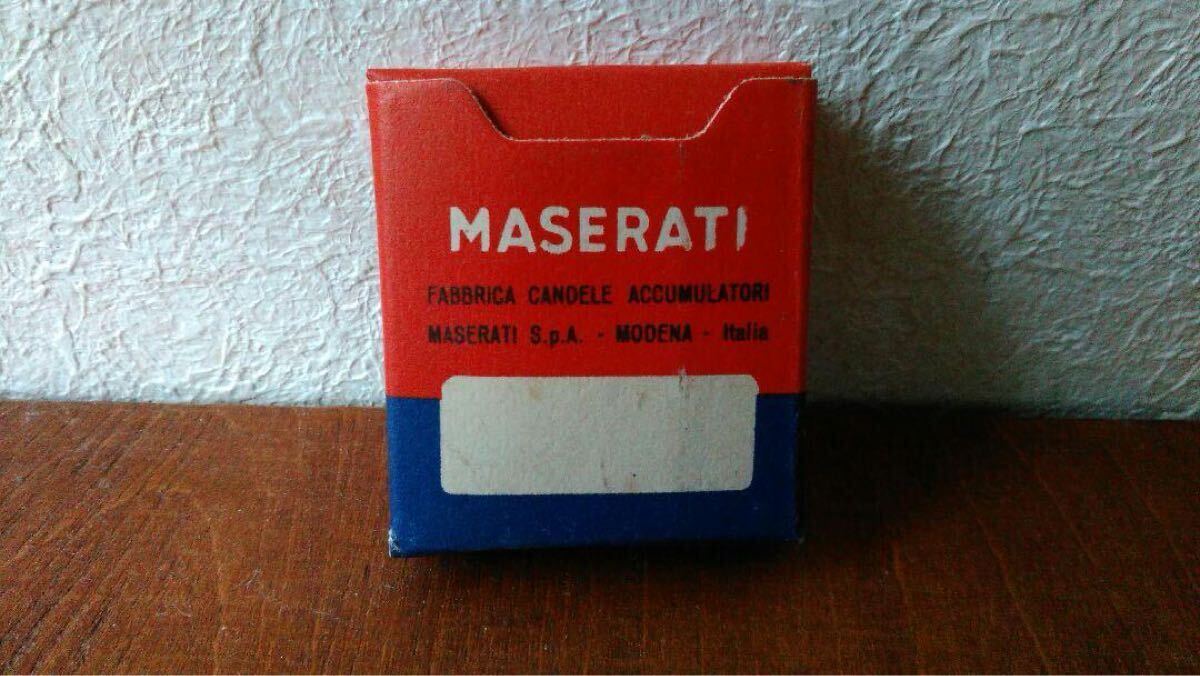 MASERATI
FABBRICA CANDELE ACCUMULATORI
MASERATI S.p.A. - MODENA - Italia